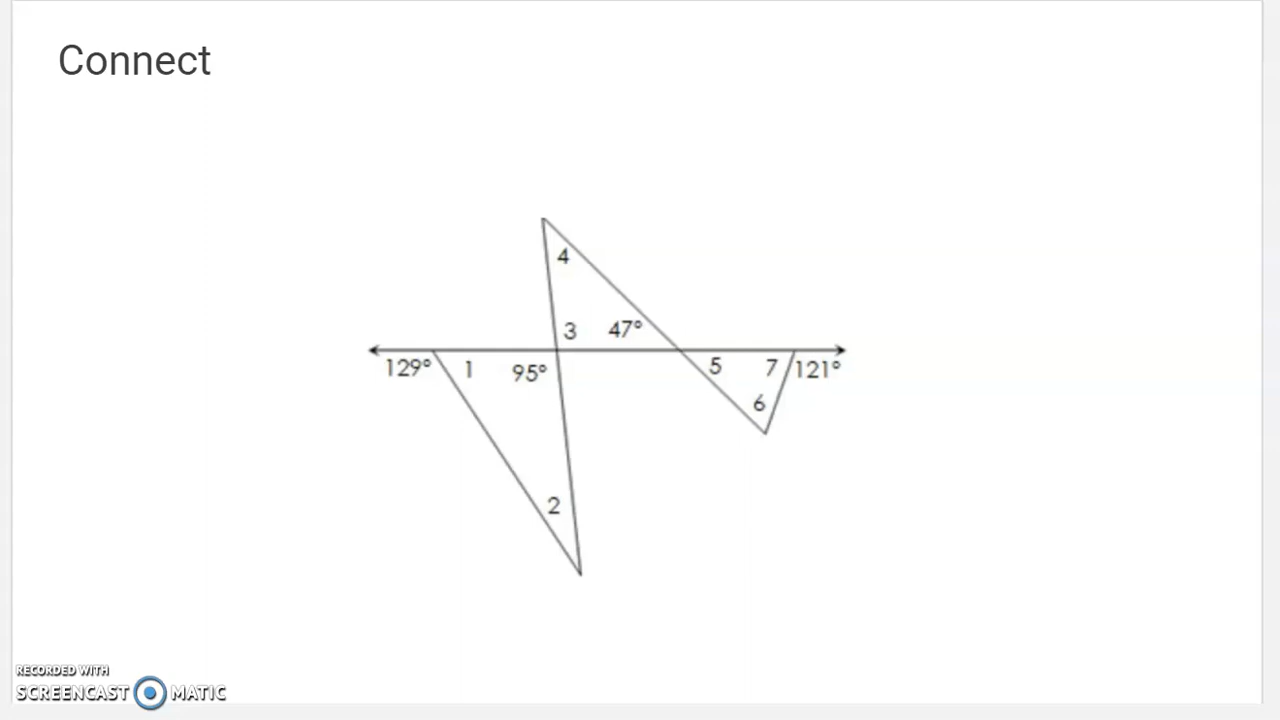 Connect
4
3 47°
129° 1 95° 5 7 121°
6
2
RECORDED WITH
SCREENCAST MATIC